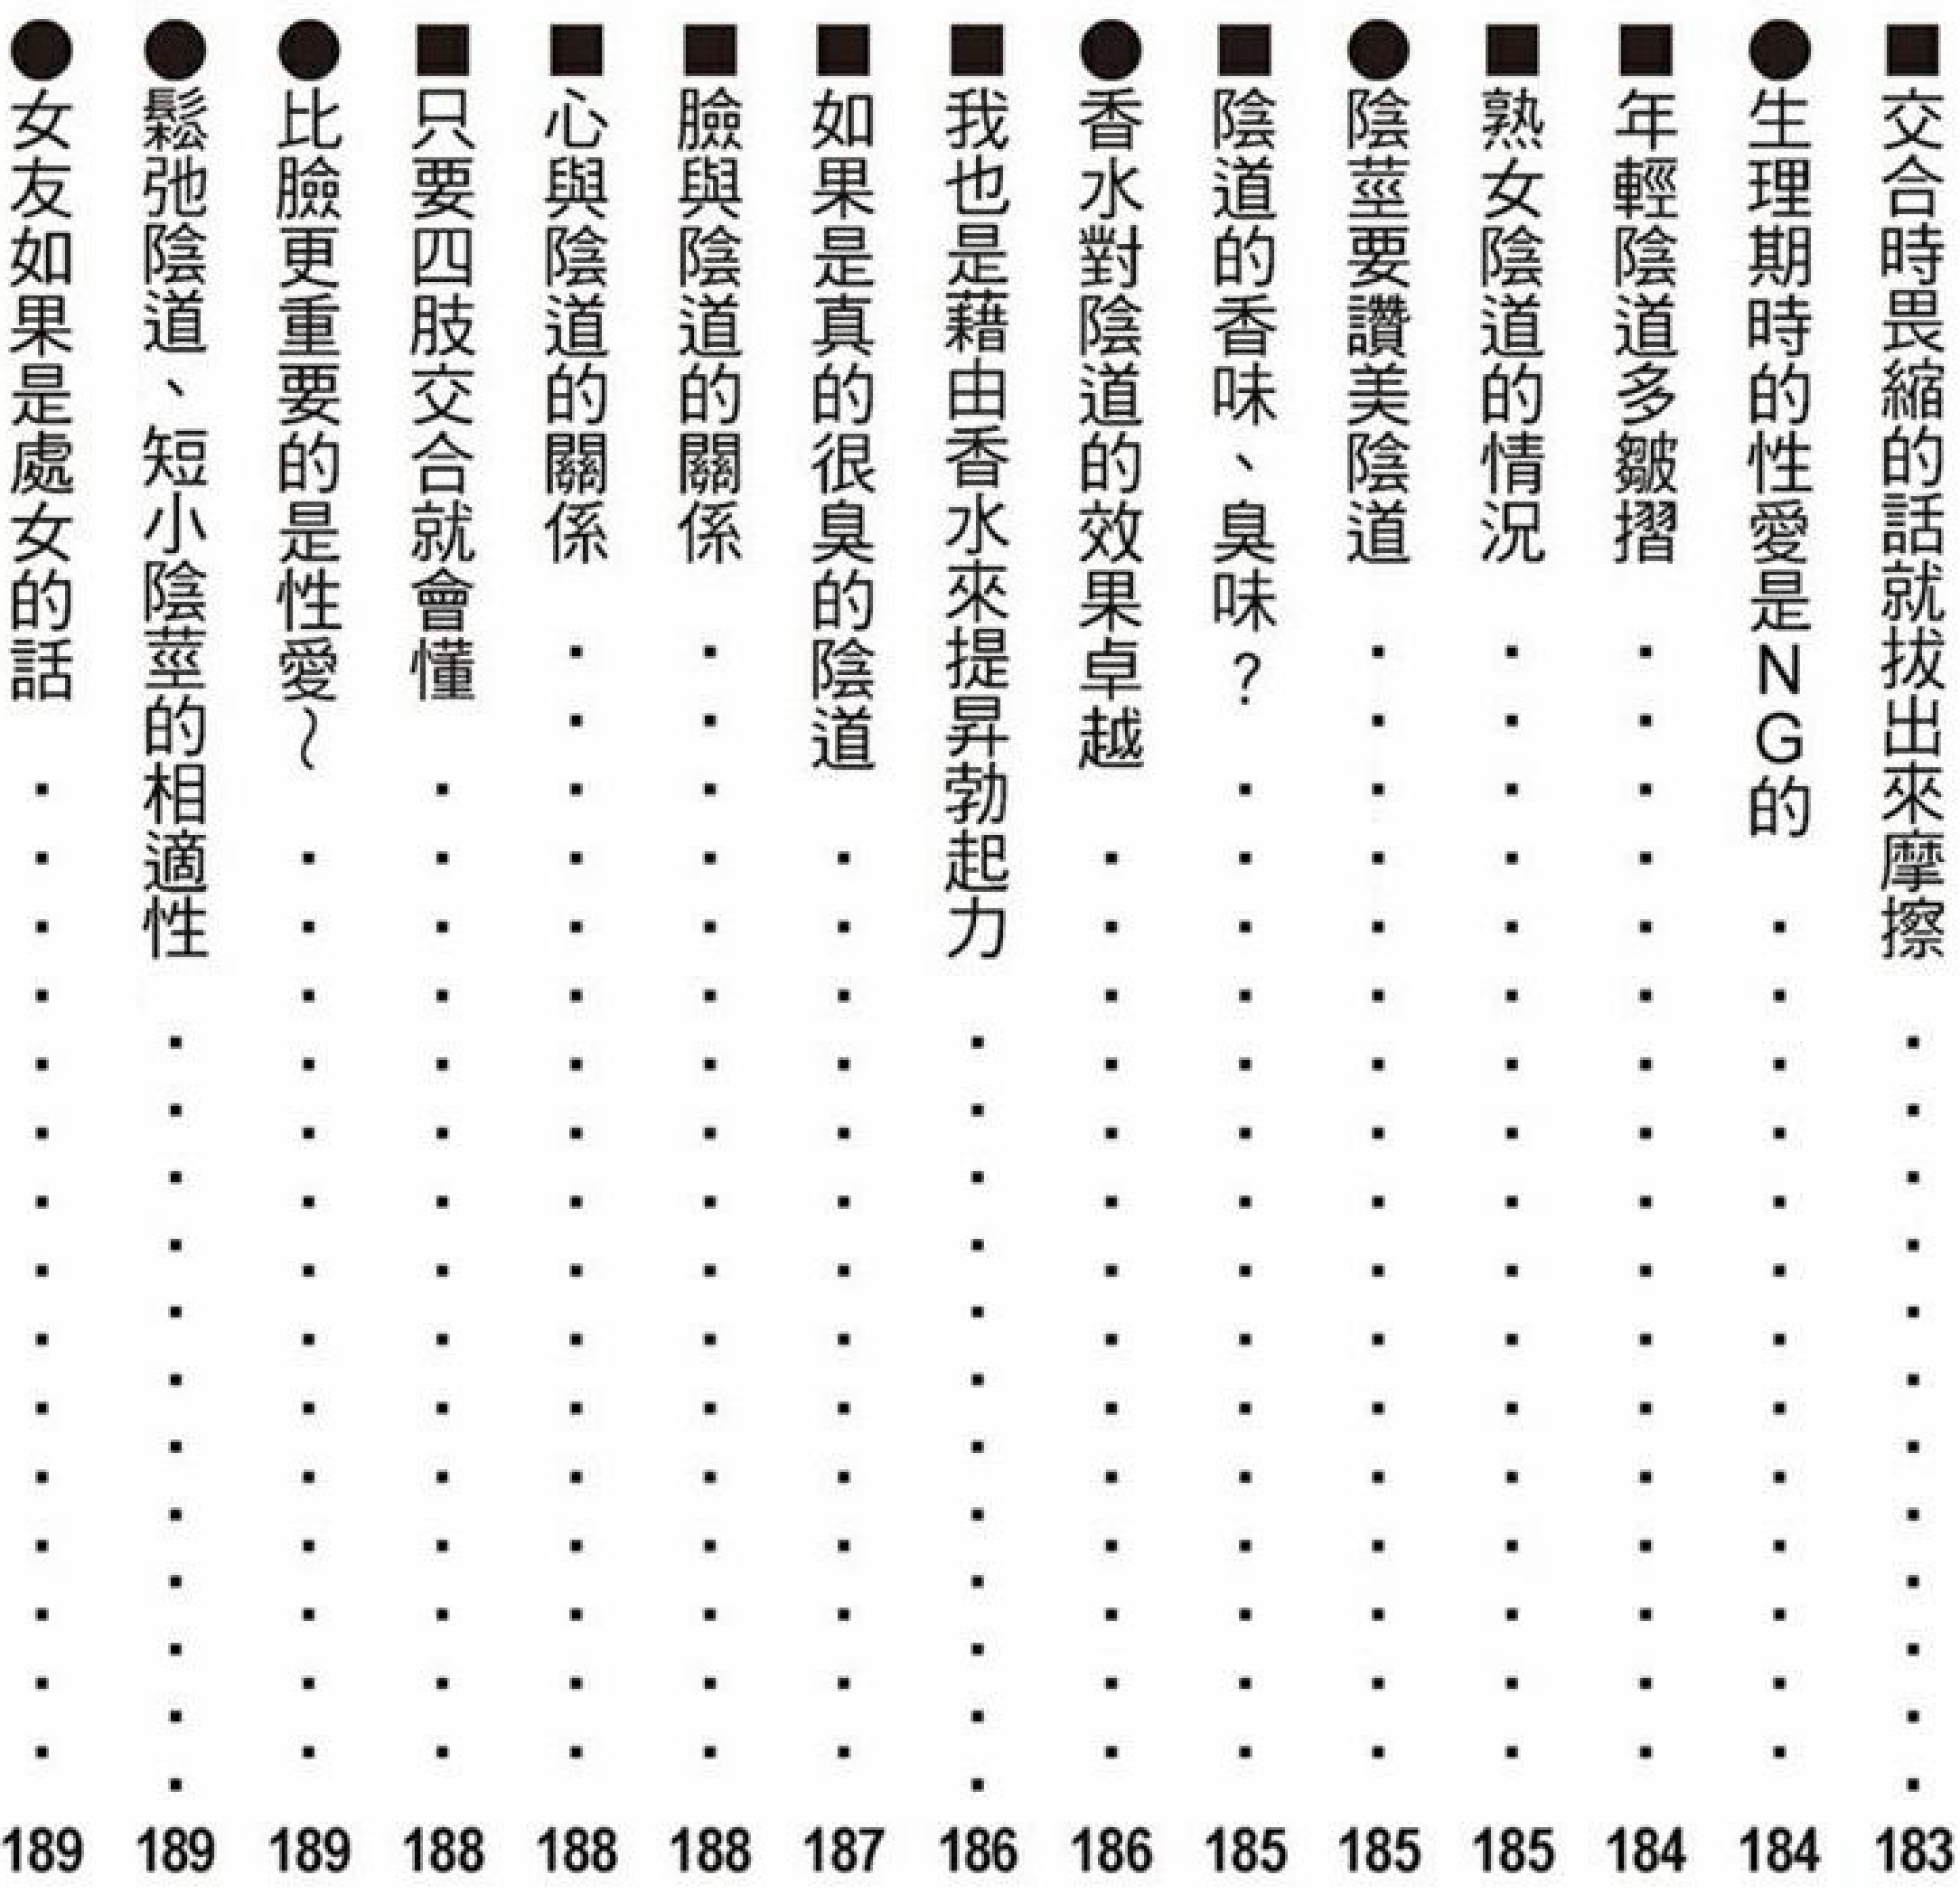 ■交合時畏縮的話就拔出來摩擦‧‧‧‧‧‧‧‧‧‧‧‧183
●生理期時的性愛是NG的‧‧‧‧‧‧‧‧‧‧‧‧‧184
■年輕陰道多皺摺‧‧‧‧‧‧‧‧‧‧‧‧‧‧‧‧‧184
■熟女陰道的情況‧‧‧‧‧‧‧‧‧‧‧‧‧‧‧‧‧185
●陰莖要讚美陰道‧‧‧‧‧‧‧‧‧‧‧‧‧‧‧‧‧185
■陰道的香味、臭味?‧‧‧‧‧‧‧‧‧‧‧‧‧‧‧185
●香水對陰道的效果卓越‧‧‧‧‧‧‧‧‧‧‧‧‧‧186
■我也是藉由香水來提昇勃起力‧‧‧‧‧‧‧‧‧‧‧‧186
■如果是真的很臭的陰道‧‧‧‧‧‧‧‧‧‧‧‧‧‧187
■臉與陰道的關係‧‧‧‧‧‧‧‧‧‧‧‧‧‧‧‧‧188
■心與陰道的關係‧‧‧‧‧‧‧‧‧‧‧‧‧‧‧‧‧188
■只要四肢交合就會懂‧‧‧‧‧‧‧‧‧‧‧‧‧‧‧188
●比臉更重要的是性愛～‧‧‧‧‧‧‧‧‧‧‧‧‧‧189
●鬆弛陰道、短小陰莖的相適性‧‧‧‧‧‧‧‧‧‧‧‧189
●女友如果是處女的話‧‧‧‧‧‧‧‧‧‧‧‧‧‧‧189